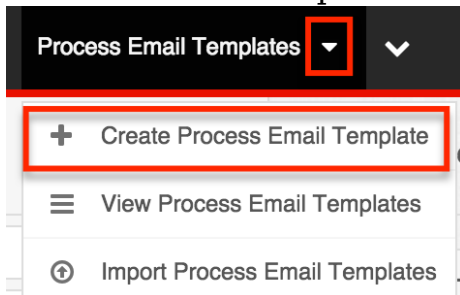 Process Email Templates
Create Process Email Template
View Process Email Templates
Import Process Email Templates